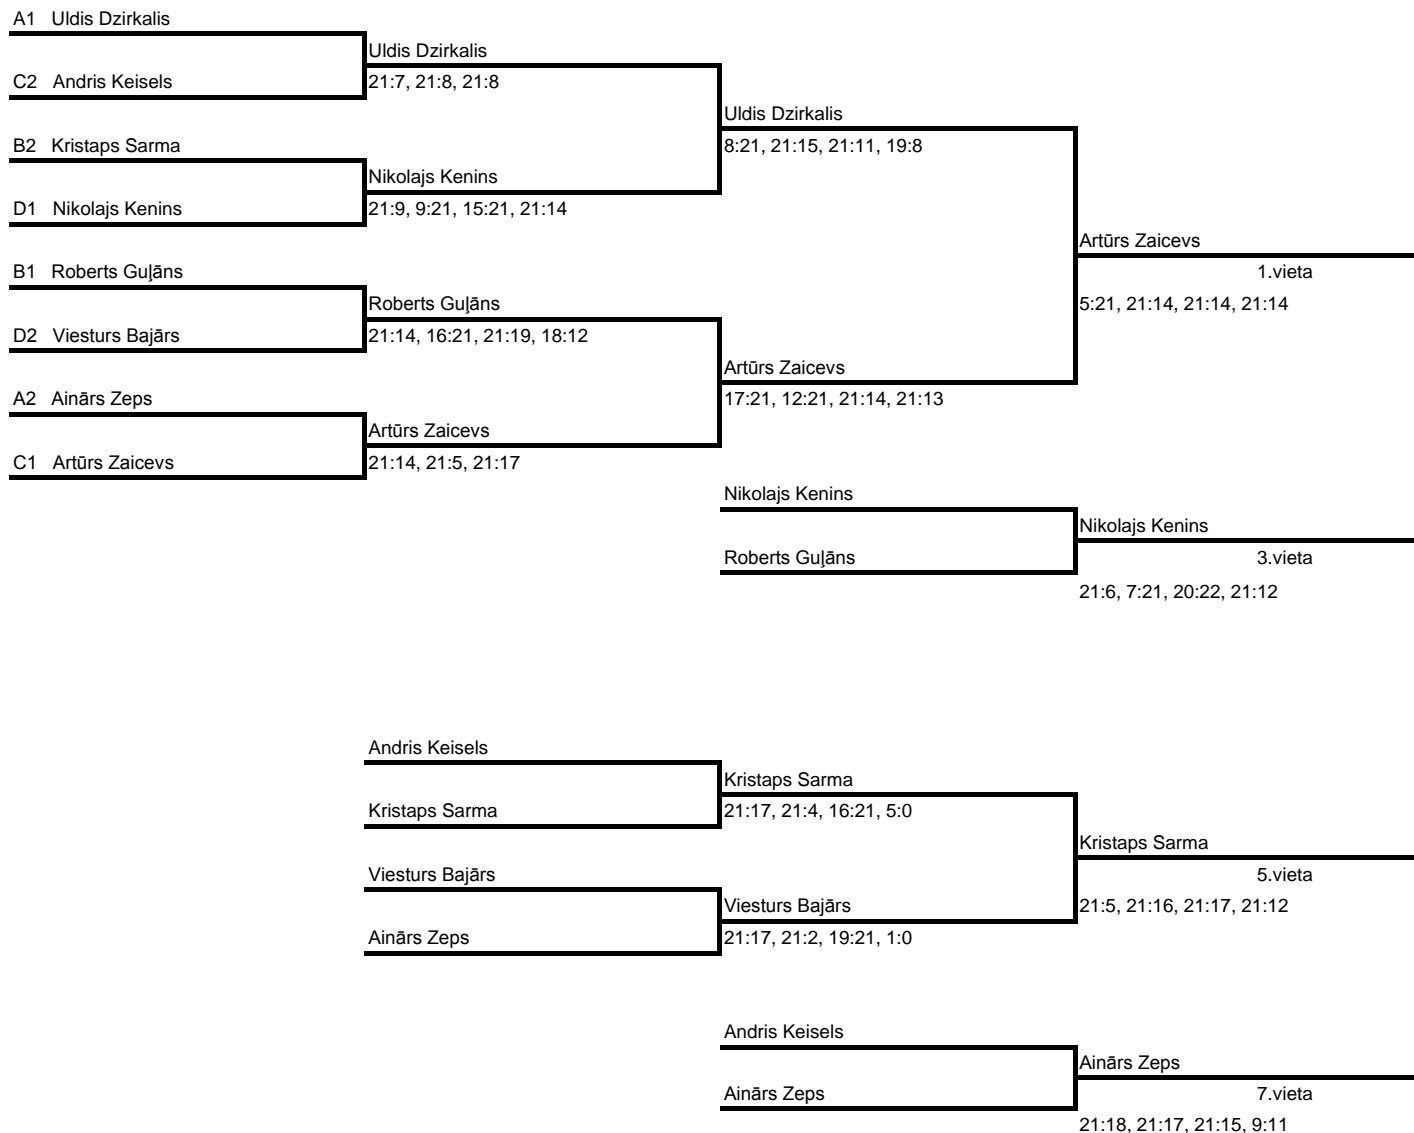 A1 Uldis Dzirkalis
Uldis Dzirkalis
C2 Andris Keisels
21:7, 21:8, 21:8
Uldis Dzirkalis
B2 Kristaps Sarma
8:21, 21:15, 21:11, 19:8
Nikolajs Kenins
D1 Nikolajs Kenins
21:9, 9:21, 15:21, 21:14
Artūrs Zaicevs
B1 Roberts Guļāns
1.vieta
Roberts Guļāns
5:21, 21:14, 21:14, 21:14
D2 Viesturs Bajārs
21:14, 16:21, 21:19, 18:12
Artūrs Zaicevs
A2 Ainārs Zeps
17:21, 12:21, 21:14, 21:13
Artūrs Zaicevs
C1 Artūrs Zaicevs
21:14, 21:5, 21:17
Nikolajs Kenins
Nikolajs Kenins
Roberts Guļāns
3.vieta
21:6, 7:21, 20:22, 21:12
Andris Keisels
Kristaps Sarma
Kristaps Sarma
21:17, 21:4, 16:21, 5:0
Kristaps Sarma
Viesturs Bajārs
5.vieta
Viesturs Bajārs
21:5, 21:16, 21:17, 21:12
Ainārs Zeps
21:17, 21:2, 19:21, 1:0
Andris Keisels
Ainārs Zeps
Ainārs Zeps
7.vieta
21:18, 21:17, 21:15, 9:11